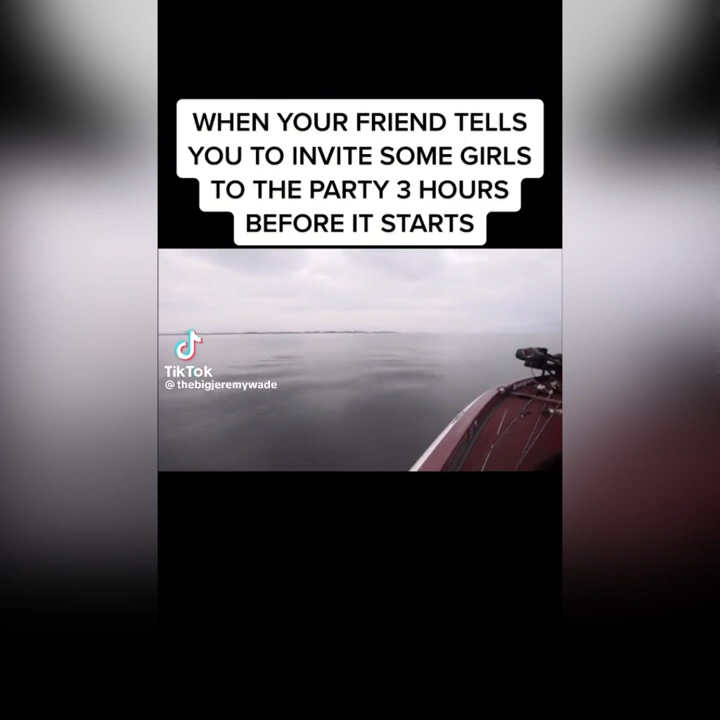 WHEN YOUR FRIEND TELLS
YOU TO INVITE SOME GIRLS
TO THE PARTY 3 HOURS
BEFORE IT STARTS
TikTok
@thebigjeremywade